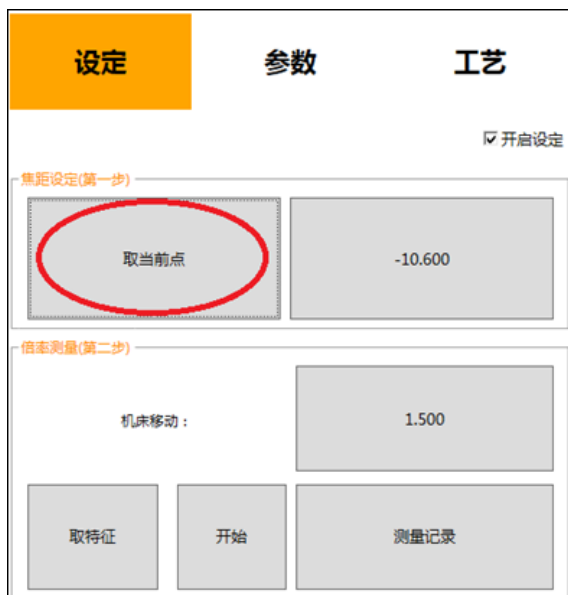 设定 参数 工艺
开启设定
焦距设定(第一步)
取当前点 -10.600
倍率测量(第二步)
机床移动： 1.500
取特征 开始 测量记录